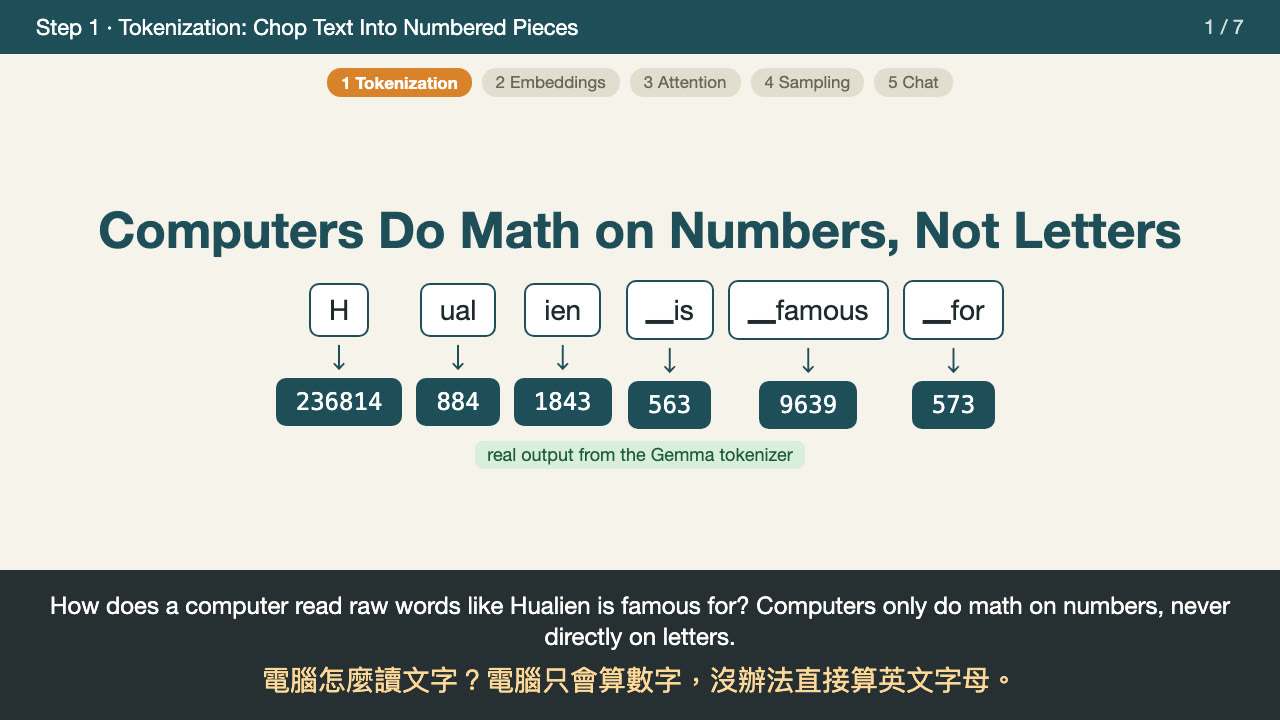 Step 1 · Tokenization: Chop Text Into Numbered Pieces
1 / 7
1 Tokenization 2 Embeddings 3 Attention 4 Sampling 5 Chat
Computers Do Math on Numbers, Not Letters
H ual ien __is __famous __for
↓ ↓ ↓ ↓ ↓ ↓
236814 884 1843 563 9639 573
real output from the Gemma tokenizer
How does a computer read raw words like Hualien is famous for? Computers only do math on numbers, never
directly on letters.
電腦怎麼讀文字？電腦只會算數字，沒辦法直接算英文字母。